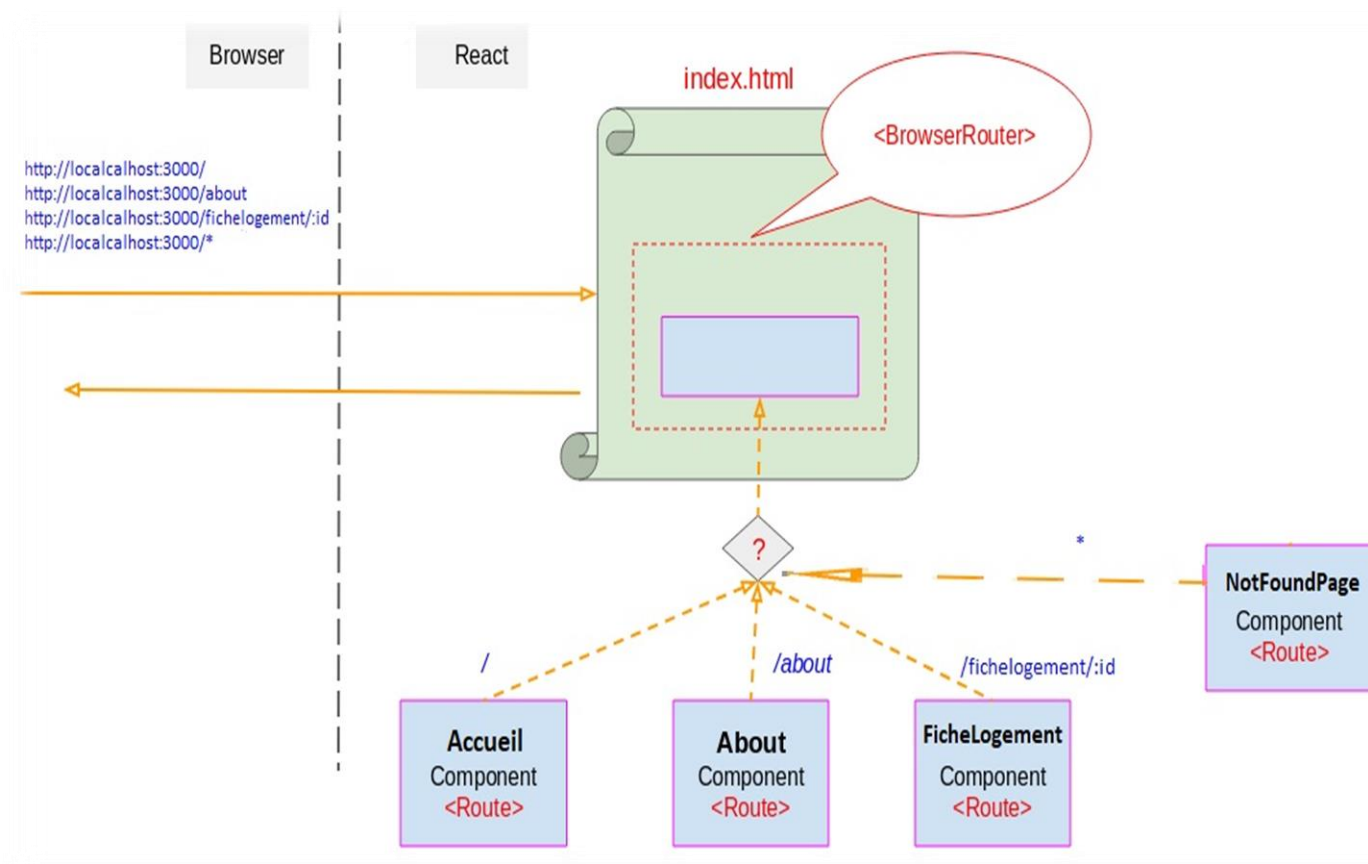 Browser
React
index.html
<BrowserRouter>
http://localcalhost:3000/
http://localcalhost:3000/about
http://localcalhost:3000/fichelogement/:id
http://localcalhost:3000/*
?
*
NotFoundPage
Component
<Route>
/
/about
/fichelogement/:id
Accueil
Component
<Route>
About
Component
<Route>
FicheLogement
Component
<Route>